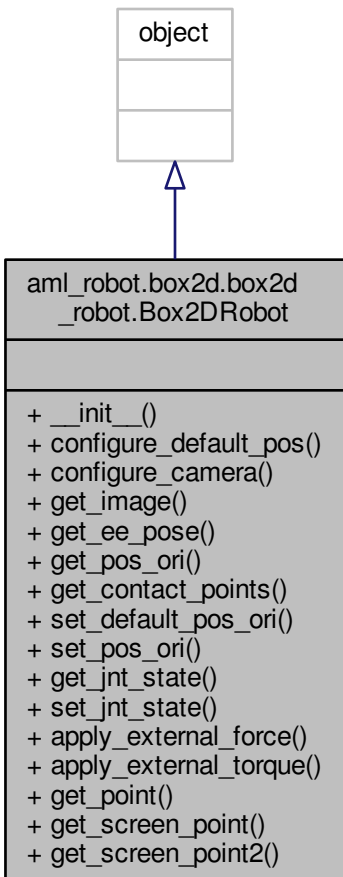 object
aml_robot.box2d.box2d
_robot.Box2DRobot
+ __init__()
+ configure_default_pos()
+ configure_camera()
+ get_image()
+ get_ee_pose()
+ get_pos_ori()
+ get_contact_points()
+ set_default_pos_ori()
+ set_pos_ori()
+ get_jnt_state()
+ set_jnt_state()
+ apply_external_force()
+ apply_external_torque()
+ get_point()
+ get_screen_point()
+ get_screen_point2()